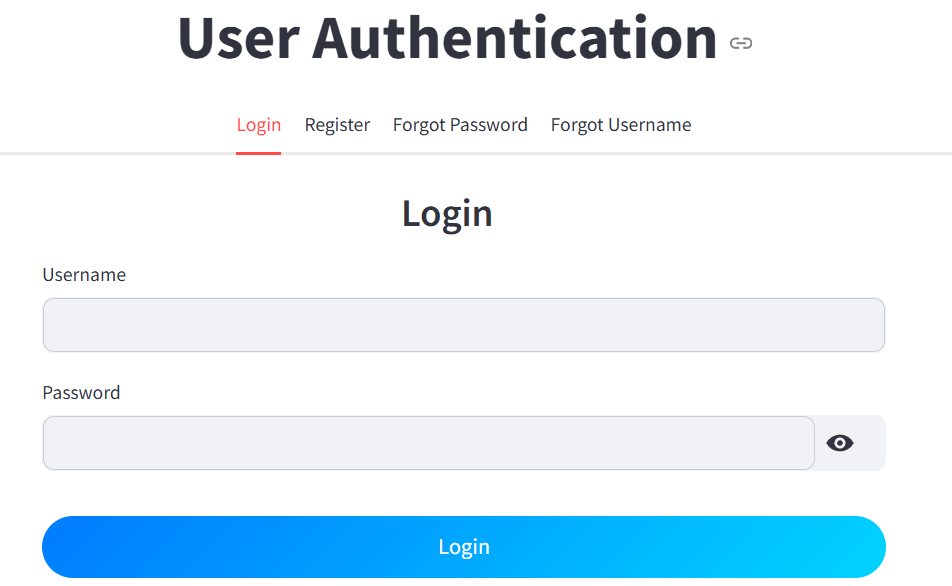 User Authentication
Login Register Forgot Password Forgot Username
Login
Username
Password
Login